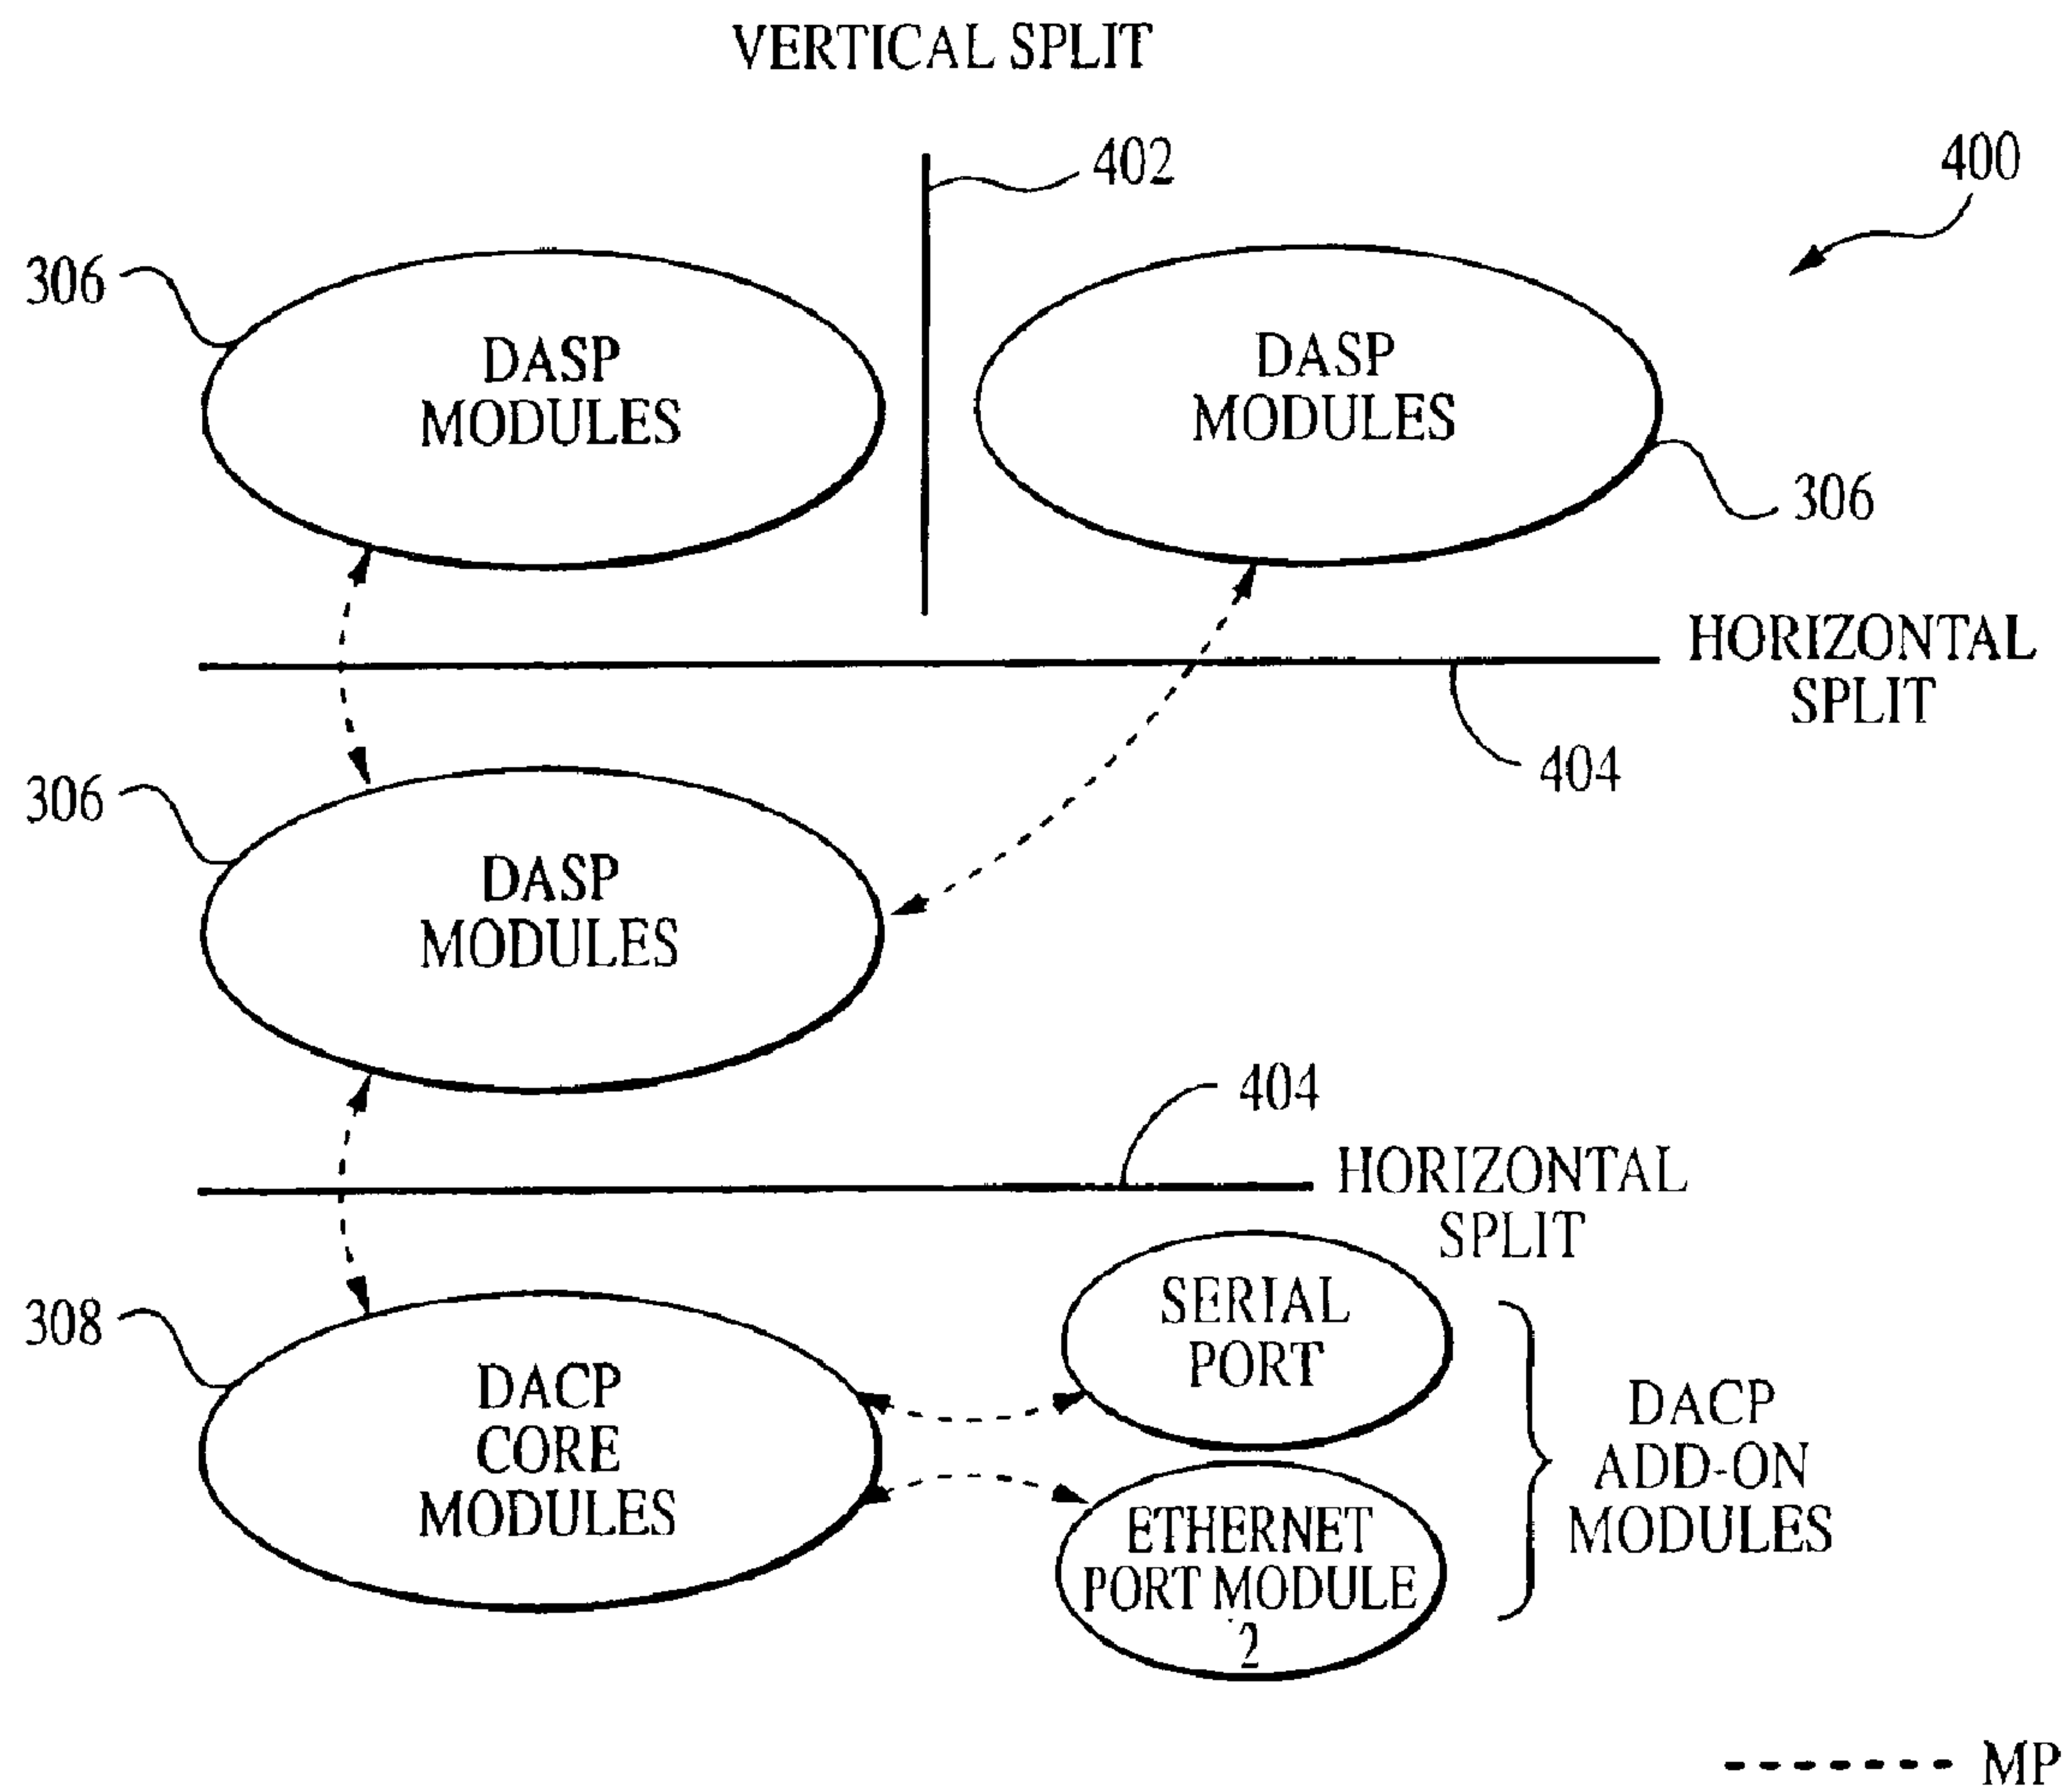 VERTICAL SPLIT
402
400
306
DASP
MODULES
DASP
MODULES
306
HORIZONTAL
SPLIT
404
306
DASP
MODULES
404
HORIZONTAL
SPLIT
308
DACP
CORE
MODULES
SERIAL
PORT
ETHERNET
PORT MODULE
2
DACP
ADD-ON
MODULES
MP